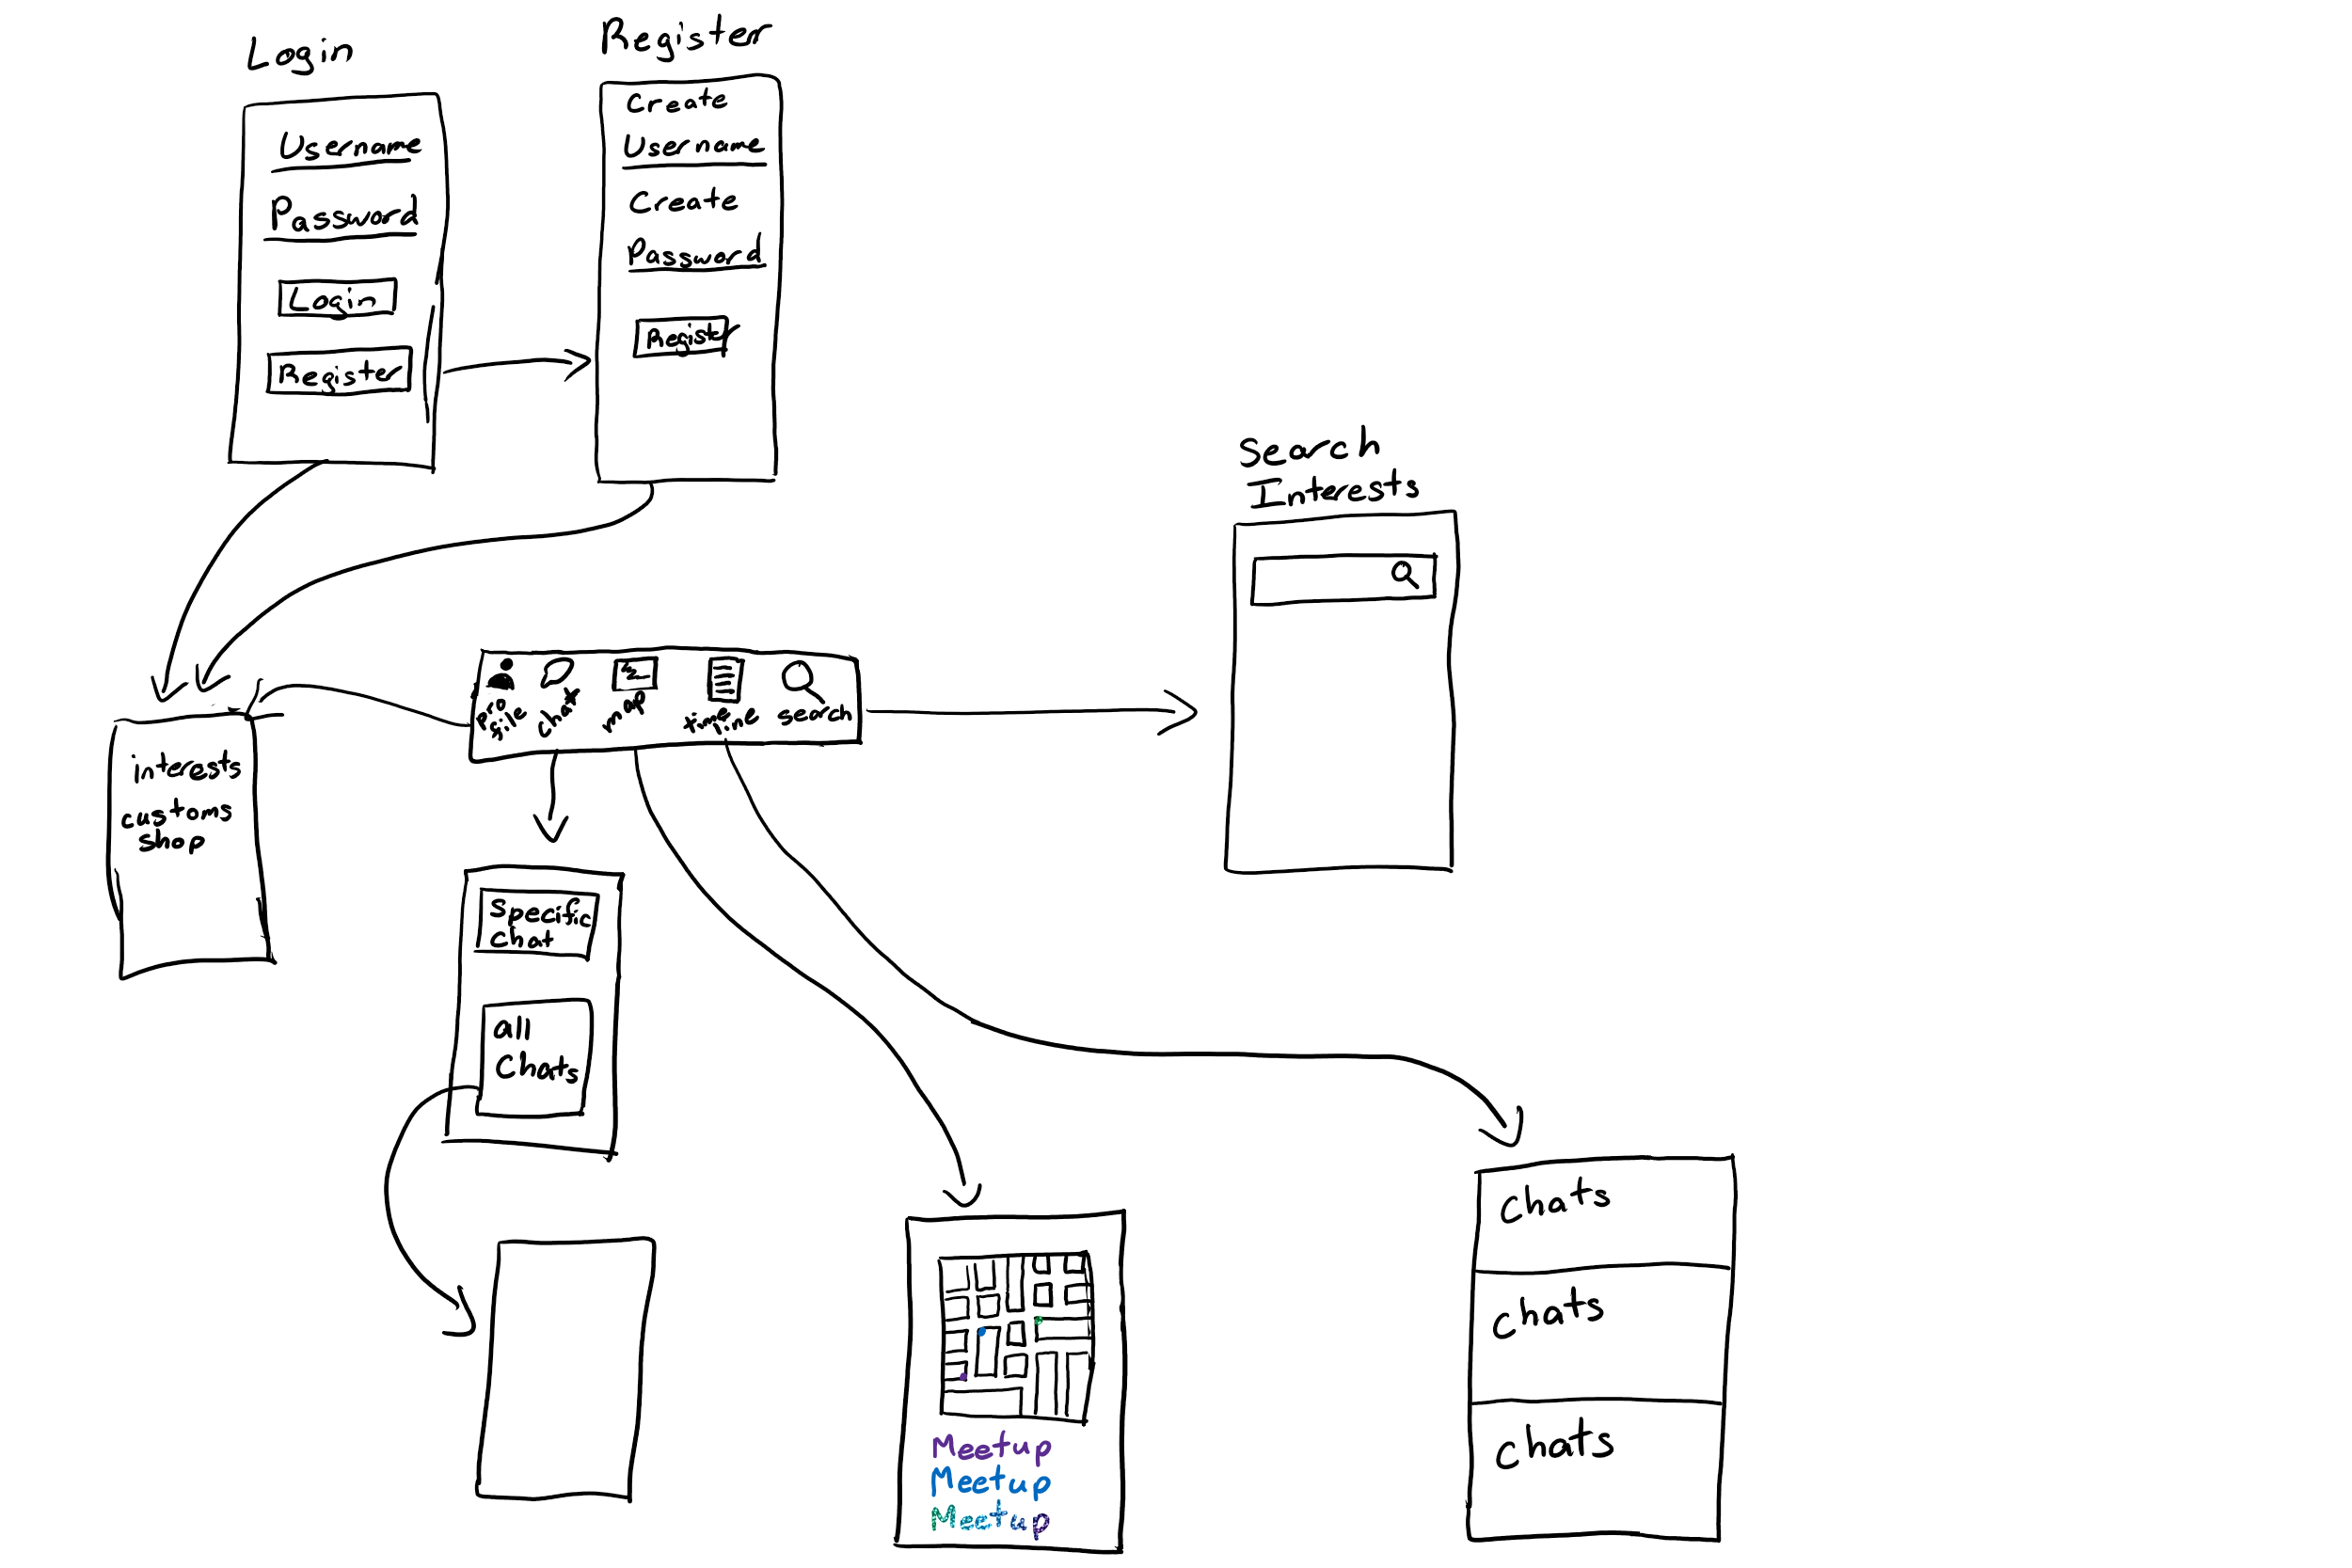 Login
Username
Password
Login
Register
Register
Create
Username
Create
Password
Register
Search
Interests
profile
chat
map
timeline
search
interests
customs
shop
Specific
Chat
all
Chats
Meetup
Meetup
Meetup
Chats
chats
chats